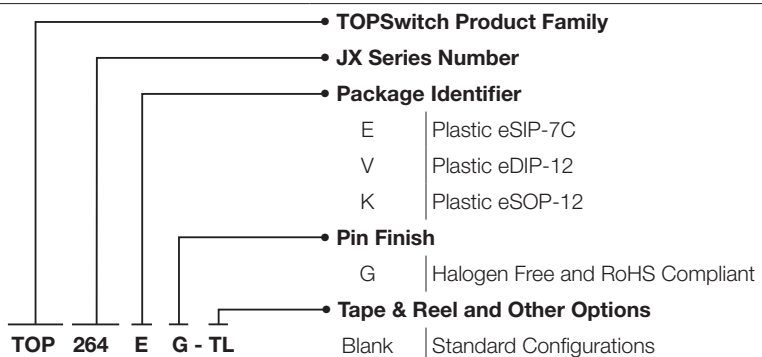 TOPSwitch Product Family
JX Series Number
Package Identifier
E Plastic eSIP-7C
V Plastic eDIP-12
K Plastic eSOP-12
Pin Finish
G Halogen Free and RoHS Compliant
Tape & Reel and Other Options
TOP 264 E G - TL Blank Standard Configurations